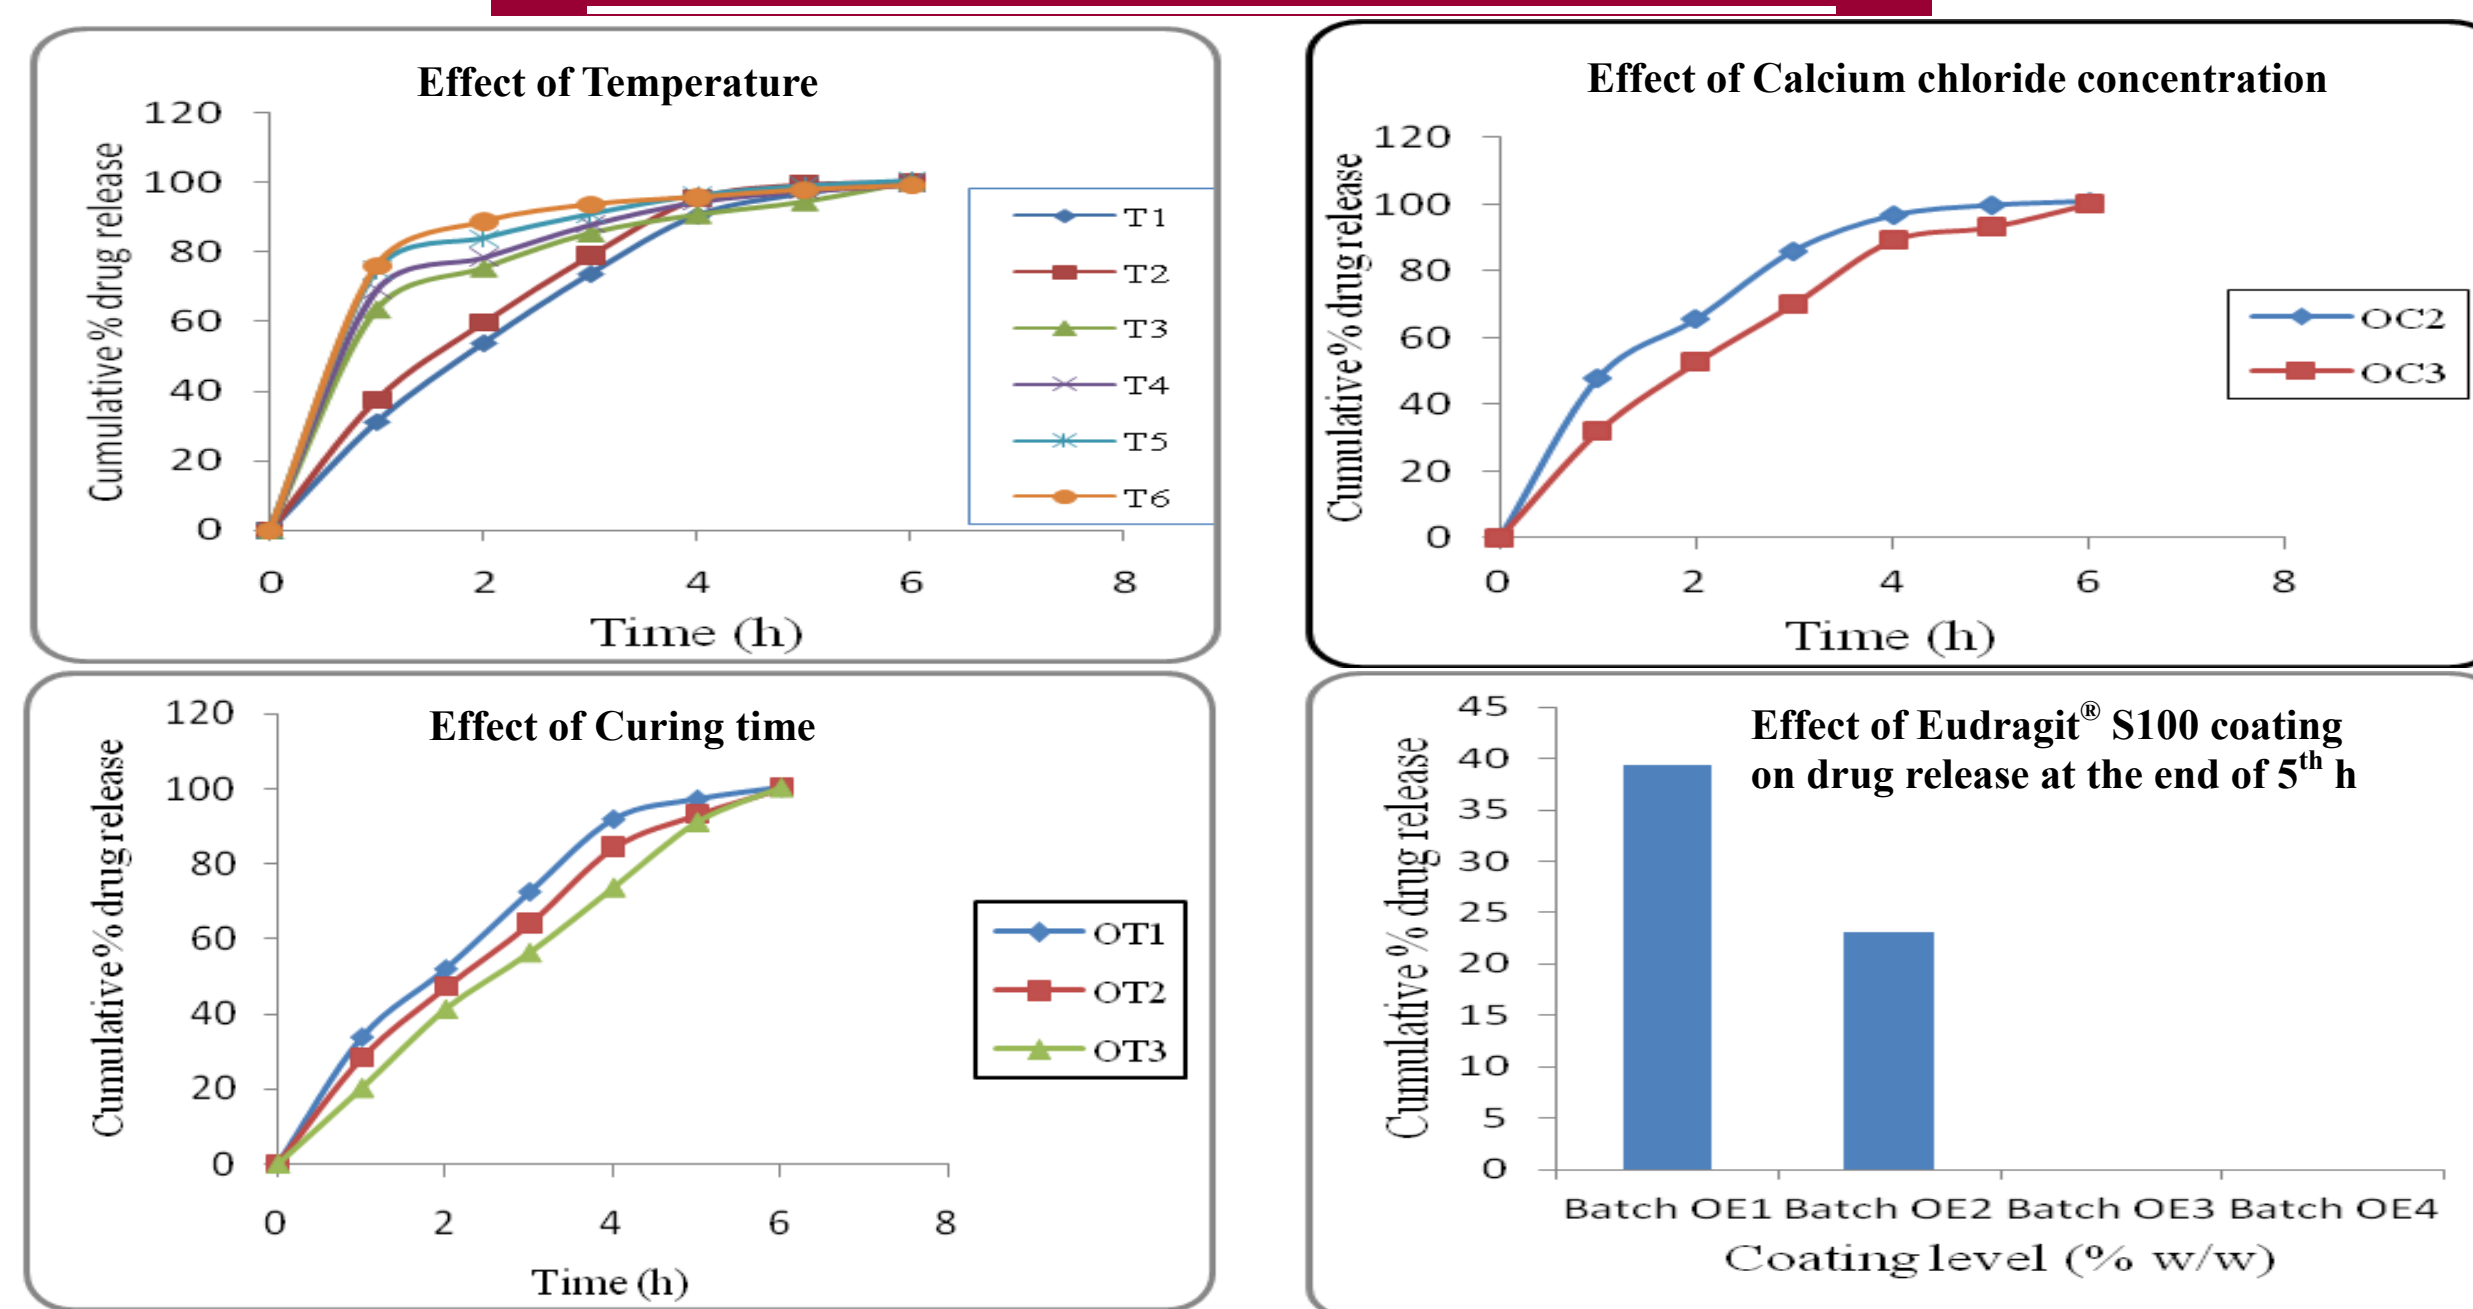 Effect of Temperature
Cumulative % drug release
120
100
80
60
40
20
0
0 2 4 6 8
Time (h)
T1
T2
T3
T4
T5
T6
Effect of Calcium chloride concentration
Cumulative % drug release
120
100
80
60
40
20
0
0 2 4 6 8
Time (h)
OC2
OC3
Effect of Curing time
Cumulative % drug release
120
100
80
60
40
20
0
0 2 4 6 8
Time (h)
OT1
OT2
OT3
Effect of Eudragit® S100 coating
on drug release at the end of 5th h
Cumulative % drug release
45
40
35
30
25
20
15
10
5
0
Batch OE1 Batch OE2 Batch OE3 Batch OE4
Coating level (% w/w)